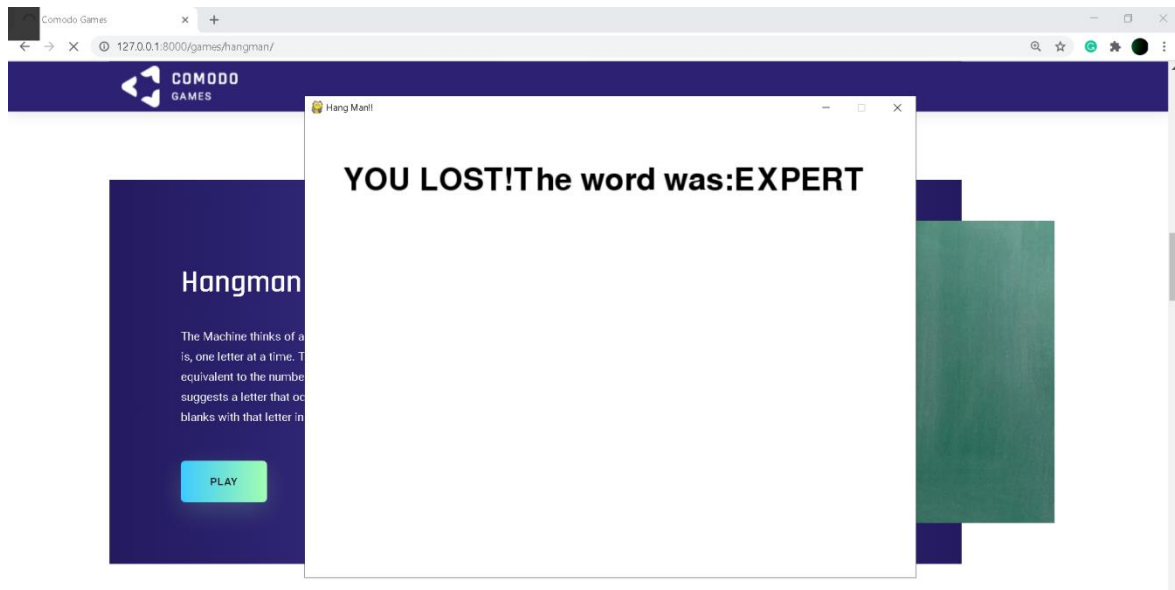 Comodo Games
127.0.0.1:8000/games/hangman/
COMODO
GAMES
Hang Man!!
YOU LOST!The word was:EXPERT
Hangman
The Machine thinks of a
is, one letter at a time. T
equivalent to the numbe
suggests a letter that oc
blanks with that letter in
PLAY